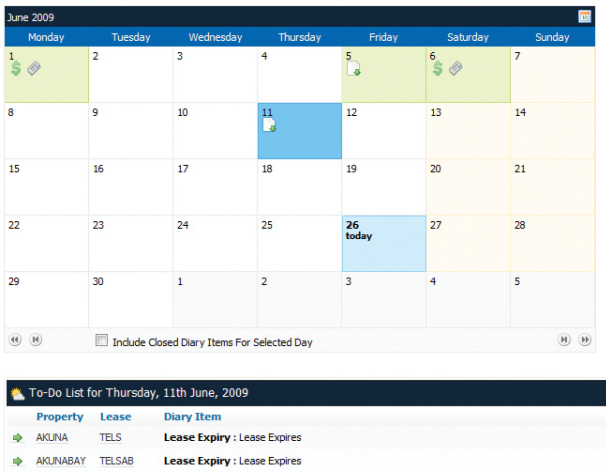 June 2009
Monday Tuesday Wednesday Thursday Friday Saturday Sunday
1 2 3 4 5 6 7
8 9 10 11 12 13 14
15 16 17 18 19 20 21
22 23 24 25 26 27 28
today
29 30 1 2 3 4 5
Include Closed Diary Items For Selected Day
To-Do List for Thursday, 11th June, 2009
Property Lease Diary Item
AKUNA TELS Lease Expiry : Lease Expires
AKUNABAY TELSAB Lease Expiry : Lease Expires